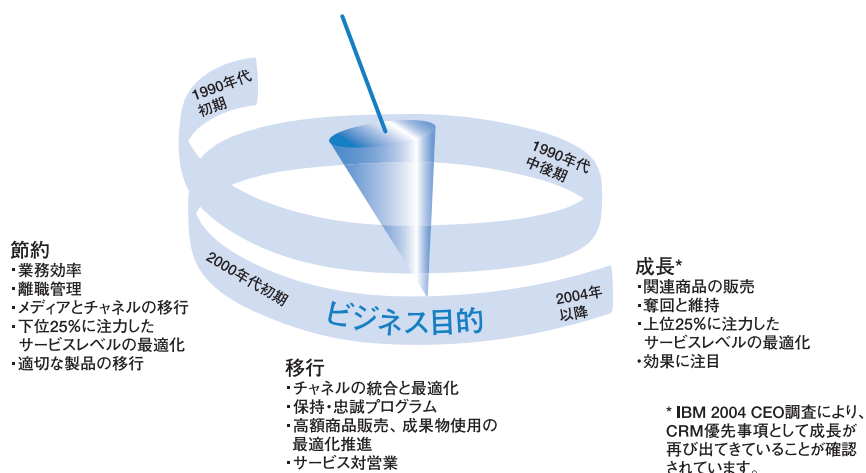 1990年代
初期
1990年代
中後期
2000年代初期
2004年
以降
ビジネス目的
節約
・業務効率
・離職管理
・メディアとチャネルの移行
・下位25%に注力した
サービスレベルの最適化
・適切な製品の移行
移行
・チャネルの統合と最適化
・保持・忠誠プログラム
・高額商品販売、成果物使用の
最適化推進
・サービス対営業
成長*
・関連商品の販売
・奪回と維持
・上位25%に注力した
サービスレベルの最適化
・効果に注目
* IBM 2004 CEO調査により、
CRM優先事項として成長が
再び出てきていることが確認
されています。